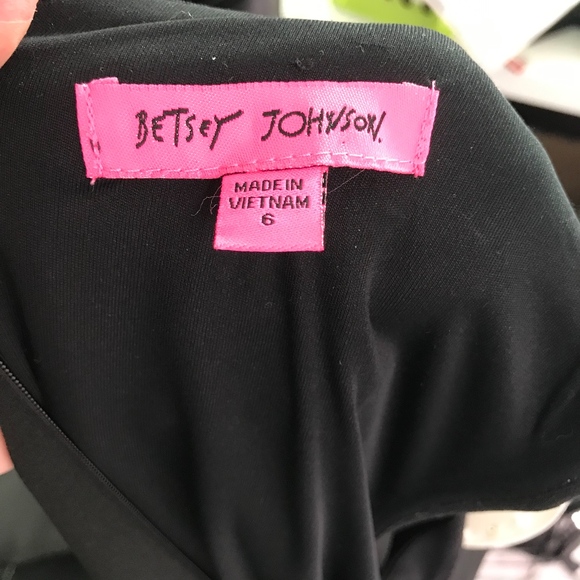 BETSEY JOHNSON.
MADE IN
VIETNAM
6